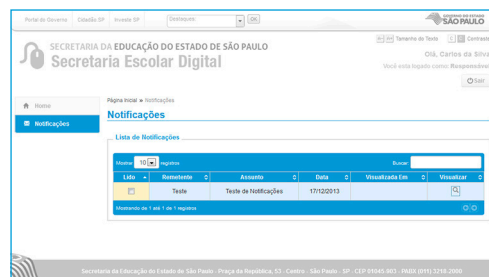 Portal do Governo Cidadão SP Investe SP Destaques: OK GOVERNO DO ESTADO SÃO PAULO
A- A+ Tamanho do Texto Contraste
SECRETARIA DA EDUCAÇÃO DO ESTADO DE SÃO PAULO
Secretaria Escolar Digital
Olá, Carlos da Silva
Você está logado como: Responsável
Sair
Home
Notificações
Página Inicial » Notificações
Notificações
Lista de Notificações
Mostrar 10 registros Buscar:
Lido Remetente Assunto Data Visualizada Em Visualizar
Teste Teste de Notificações 17/12/2013
Mostrando de 1 até 1 de 1 registros
Secretaria da Educação do Estado de São Paulo - Praça da República, 53 - Centro - São Paulo - SP - CEP 01045-903 - PABX (011) 3218-2000